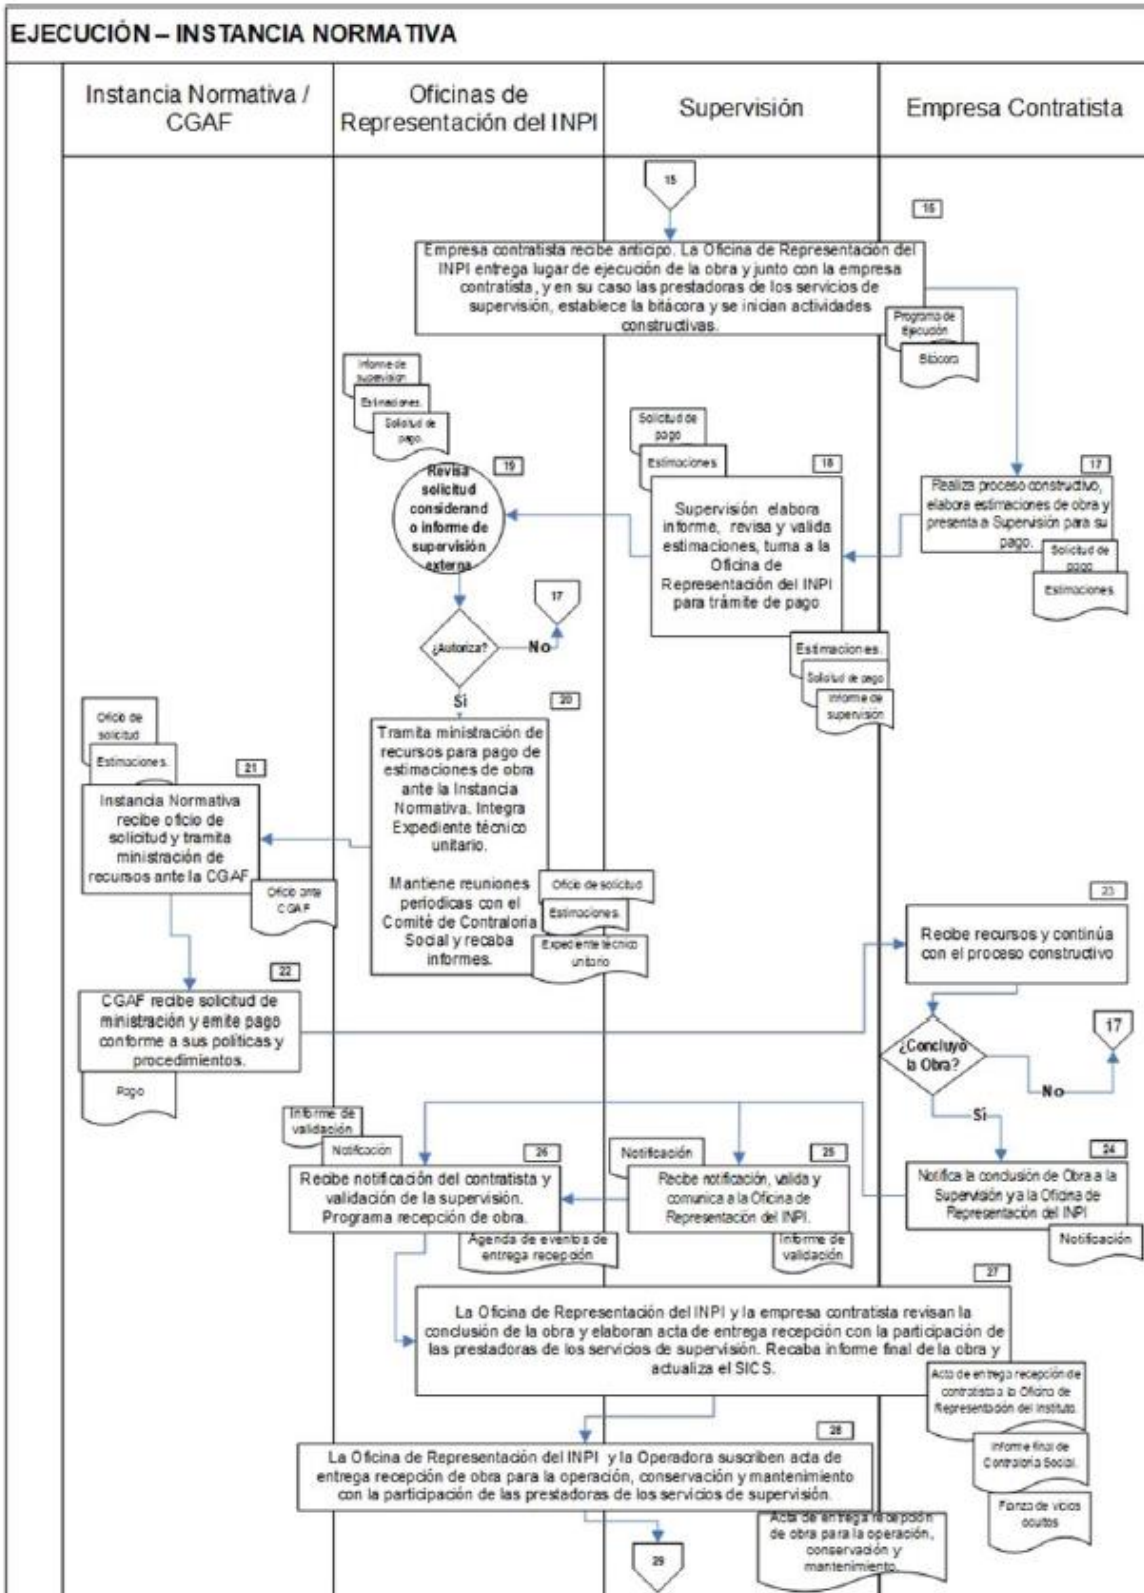 EJECUCIÓN – INSTANCIA NORMATIVA
Instancia Normativa /
CGAF
Oficinas de
Representación del INPI
Supervisión
Empresa Contratista
15
16
Empresa contratista recibe anticipo. La Oficina de Representación del
INPI entrega lugar de ejecución de la obra y junto con la empresa
contratista, y en su caso las prestadoras de los servicios de
supervisión, establece la bitácora y se inician actividades
constructivas.
Programa de
Ejecución
Bitácora
Informe de
supervisión
Estimaciones.
Solicitud de
pago.
19
Revisa
solicitud
considerand
o informe de
supervisión
externa
Solicitud de
pago
Estimaciones.
18
Supervisión elabora
informe, revisa y valida
estimaciones, turna a la
Oficina de
Representación del INPI
para trámite de pago
17
Realiza proceso constructivo,
elabora estimaciones de obra y
presenta a Supervisión para su
pago.
Solicitud de
pago
Estimaciones.
17
¿Autoriza?
No
Sí
Estimaciones.
Solicitud de pago
Informe de
supervisión
20
Tramita ministración de
recursos para pago de
estimaciones de obra
ante la Instancia
Normativa. Integra
Expediente técnico
unitario.
Mantiene reuniones
periodicas con el
Comité de Contraloria
Social y recaba
informes.
Oficio de solicitud
Estimaciones.
Expediente técnico
unitario
Oficio de
solicitud
Estimaciones.
21
Instancia Normativa
recibe oficio de
solicitud y tramita
ministración de
recursos ante la CGAF
Oficio ante
CGAF
22
CGAF recibe solicitud de
ministración y emite pago
conforme a sus políticas y
procedimientos.
Pago
23
Recibe recursos y continúa
con el proceso constructivo
17
¿Concluyó
la Obra?
No
Sí
24
Notifica la conclusión de Obra a la
Supervisión y a la Oficina de
Representación del INPI
Notificación
Notificación
25
Recibe notificación, valida y
comunica a la Oficina de
Representación del INPI.
Informe de
validación
Informe de
validación
Notificación
26
Recibe notificación del contratista y
validación de la supervisión.
Programa recepción de obra.
Agenda de eventos de
entrega recepción
27
La Oficina de Representación del INPI y la empresa contratista revisan la
conclusión de la obra y elaboran acta de entrega recepción con la participación de
las prestadoras de los servicios de supervisión. Recaba informe final de la obra y
actualiza el SICS.
Acta de entrega recepción de
contratista a la Oficina de
Representación del Instituto.
Informe final de
Contraloría Social.
Fianza de vicios
ocultos
28
La Oficina de Representación del INPI y la Operadora suscriben acta de
entrega recepción de obra para la operación, conservación y mantenimiento
con la participación de las prestadoras de los servicios de supervisión.
Acta de entrega recepción
de obra para la operación,
conservación y
mantenimiento.
29